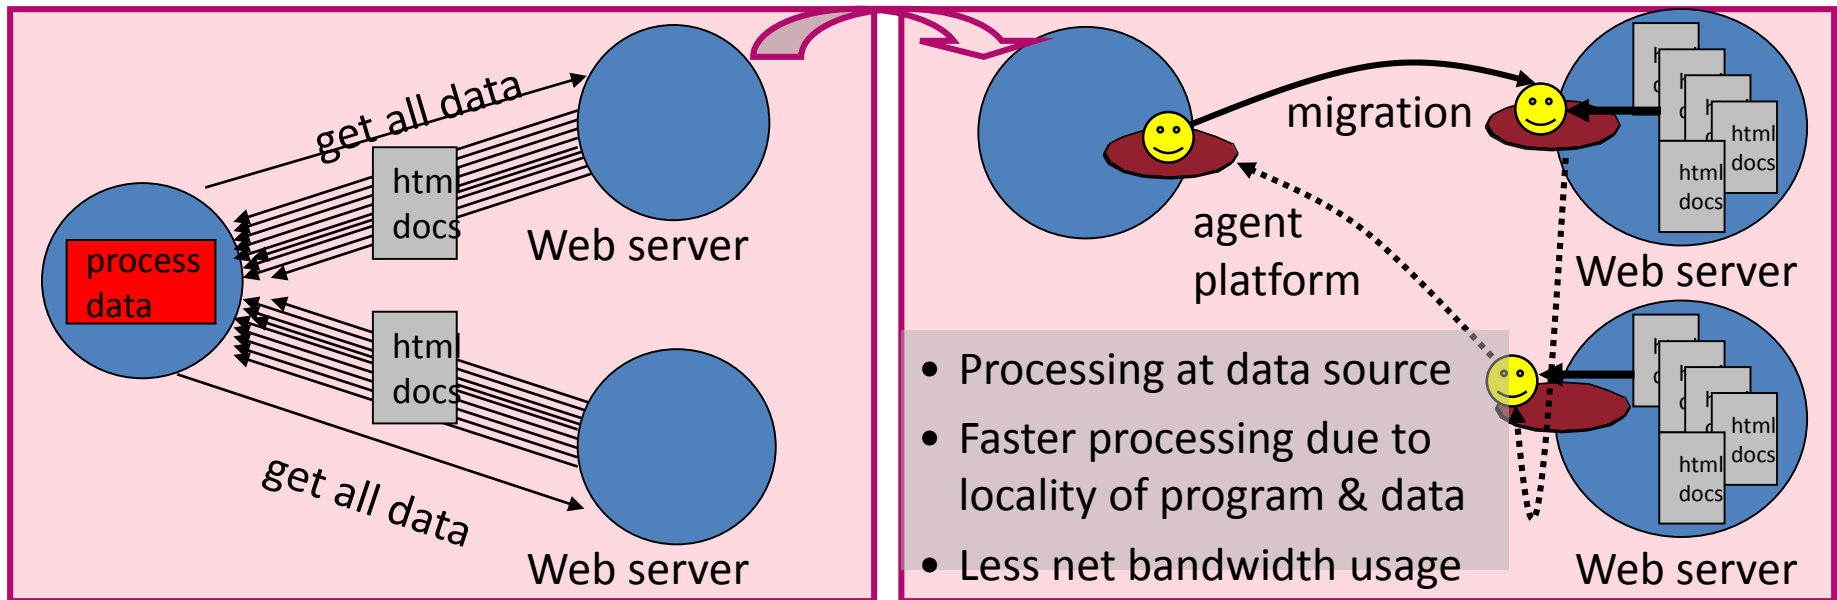 get all data
html
docs
Web server
process
data
html
docs
get all data
Web server
migration
html
docs
html
docs
Web server
agent
platform
• Processing at data source
• Faster processing due to
locality of program & data
• Less net bandwidth usage
html
docs
html
docs
Web server